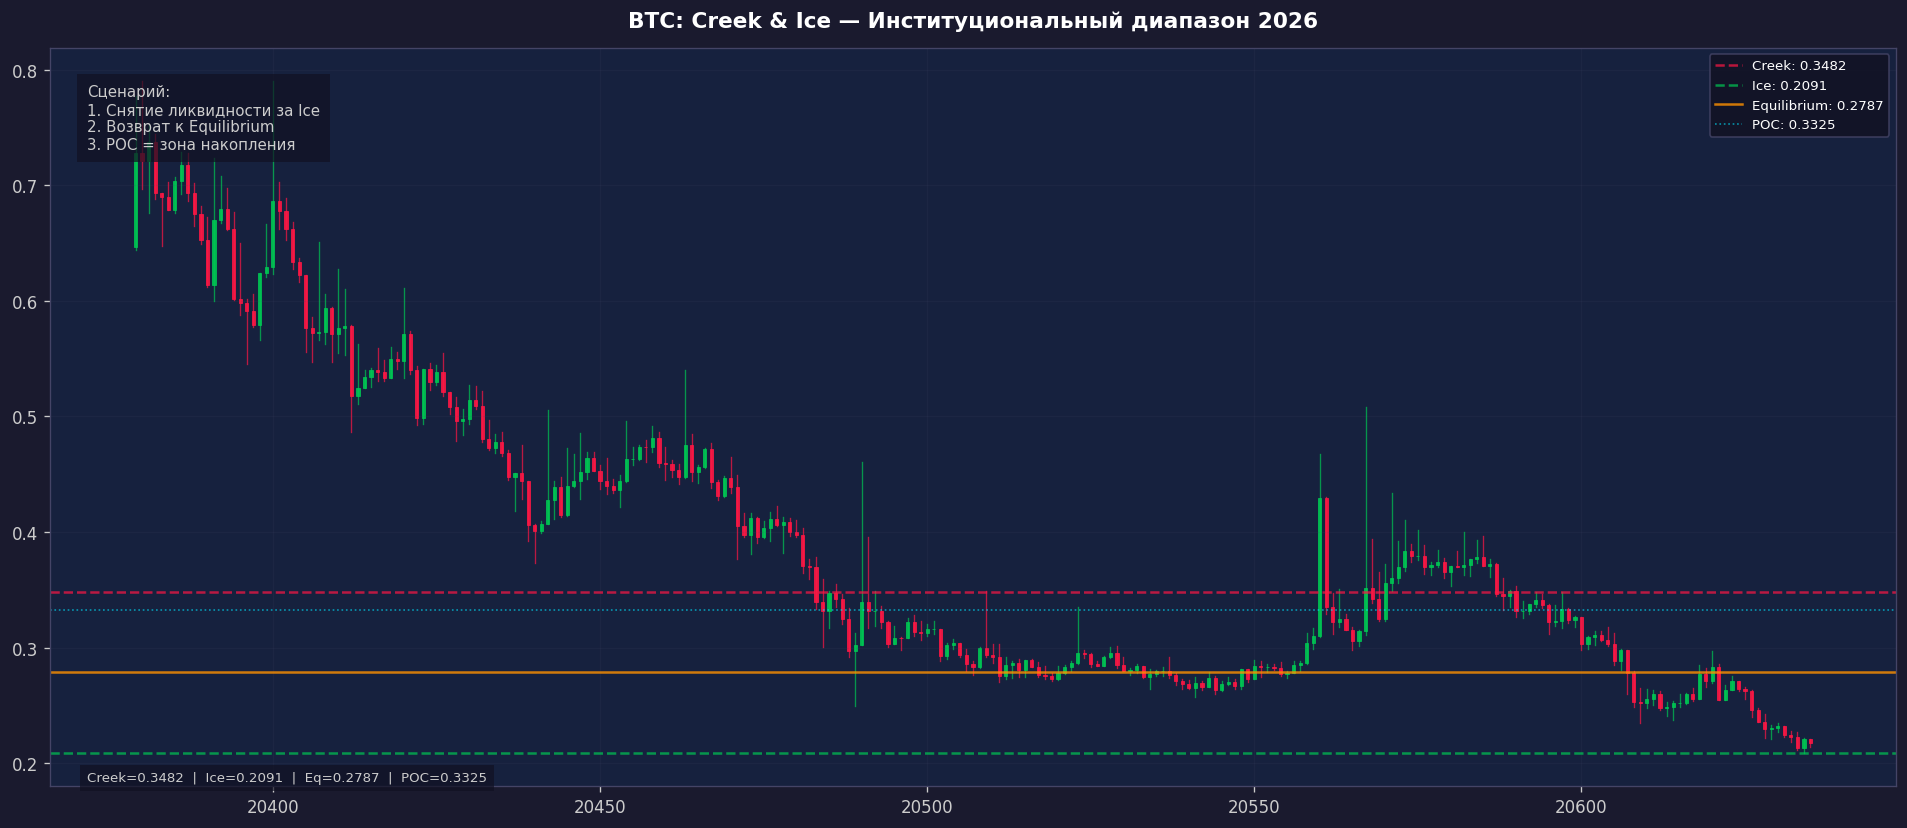 BTC: Creek & Ice — Институциональный диапазон 2026
Сценарий:
1. Снятие ликвидности за Ice
2. Возврат к Equilibrium
3. POC = зона накопления
Creek: 0.3482
Ice: 0.2091
Equilibrium: 0.2787
POC: 0.3325
0.8
0.7
0.6
0.5
0.4
0.3
0.2
Creek=0.3482 | Ice=0.2091 | Eq=0.2787 | POC=0.3325
20400
20450
20500
20550
20600